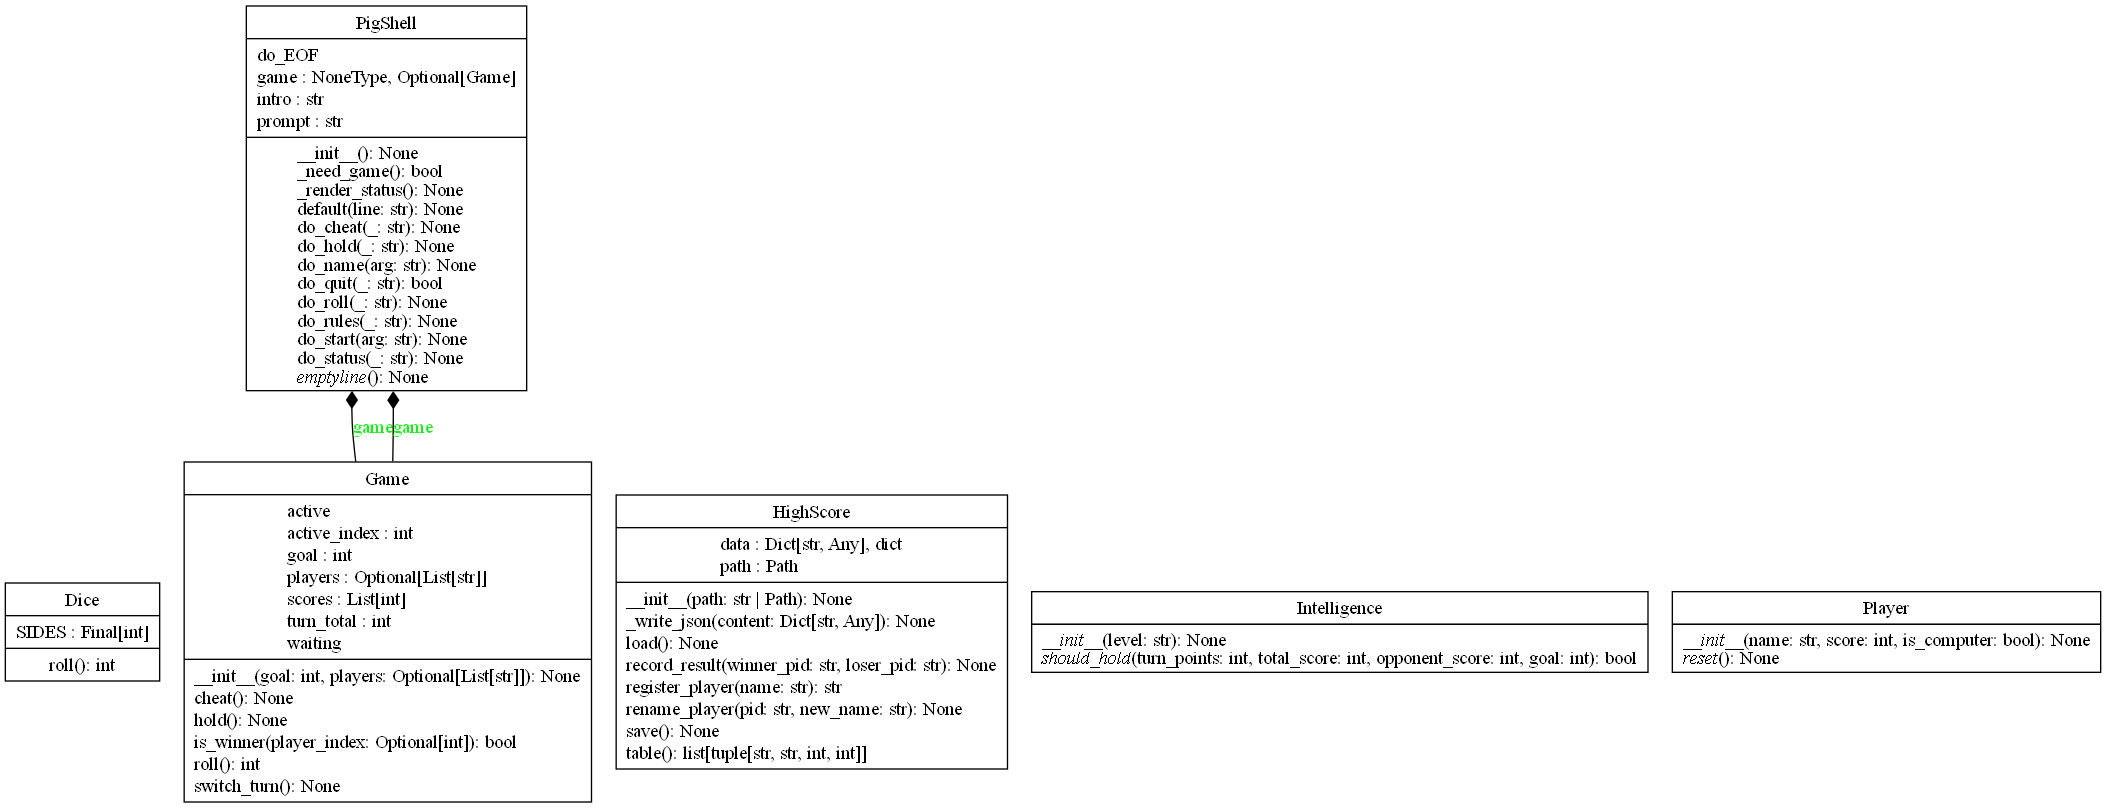 PigShell
do_EOF
game : NoneType, Optional[Game]
intro : str
prompt : str
__init__(): None
_need_game(): bool
_render_status(): None
default(line: str): None
do_cheat(_: str): None
do_hold(_: str): None
do_name(arg: str): None
do_quit(_: str): bool
do_roll(_: str): None
do_rules(_: str): None
do_start(arg: str): None
do_status(_: str): None
emptyline(): None
game
game
Dice
SIDES : Final[int]
roll(): int
Game
active
active_index : int
goal : int
players : Optional[List[str]]
scores : List[int]
turn_total : int
waiting
__init__(goal: int, players: Optional[List[str]]): None
cheat(): None
hold(): None
is_winner(player_index: Optional[int]): bool
roll(): int
switch_turn(): None
HighScore
data : Dict[str, Any], dict
path : Path
__init__(path: str | Path): None
_write_json(content: Dict[str, Any]): None
load(): None
record_result(winner_pid: str, loser_pid: str): None
register_player(name: str): str
rename_player(pid: str, new_name: str): None
save(): None
table(): list[tuple[str, str, int, int]]
Intelligence
__init__(level: str): None
should_hold(turn_points: int, total_score: int, opponent_score: int, goal: int): bool
Player
__init__(name: str, score: int, is_computer: bool): None
reset(): None